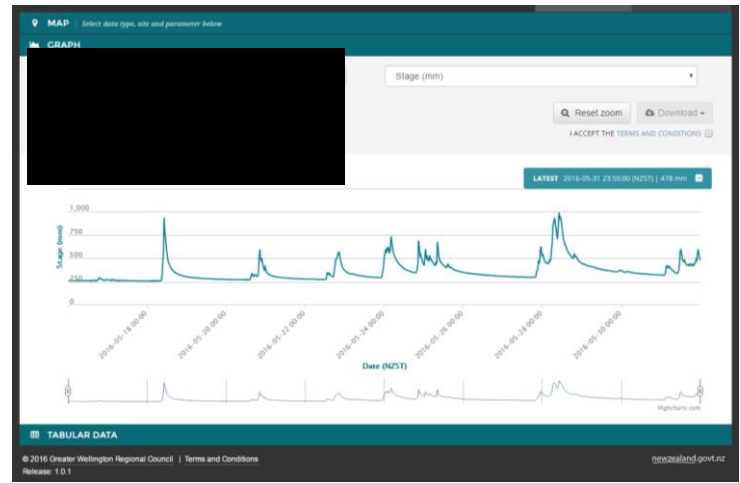 MAP | Select data type, site and parameter below
GRAPH
Stage (mm)
Reset zoom Download
I ACCEPT THE TERMS AND CONDITIONS
LATEST 2016-05-31 23:55:00 (NZST) | 478 mm
1,000
750
500
250
0
Stage (mm)
2016-05-18 00:00 2016-05-20 00:00 2016-05-22 00:00 2016-05-24 00:00 2016-05-26 00:00 2016-05-28 00:00 2016-05-30 00:00
Date (NZST)
Highcharts.com
TABULAR DATA
© 2016 Greater Wellington Regional Council | Terms and Conditions newzealand.govt.nz
Release: 1.0.1